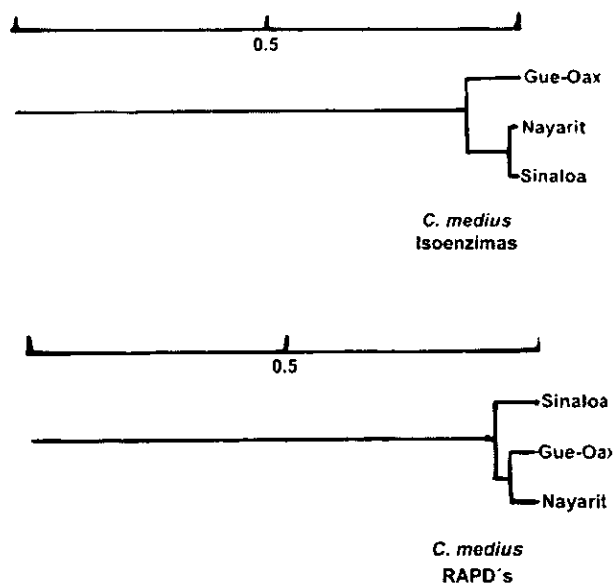 0.5
Gue-Oax
Nayarit
Sinaloa
C. medius
Isoenzimas
0.5
Sinaloa
Gue-Oax
Nayarit
C. medius
RAPD´s